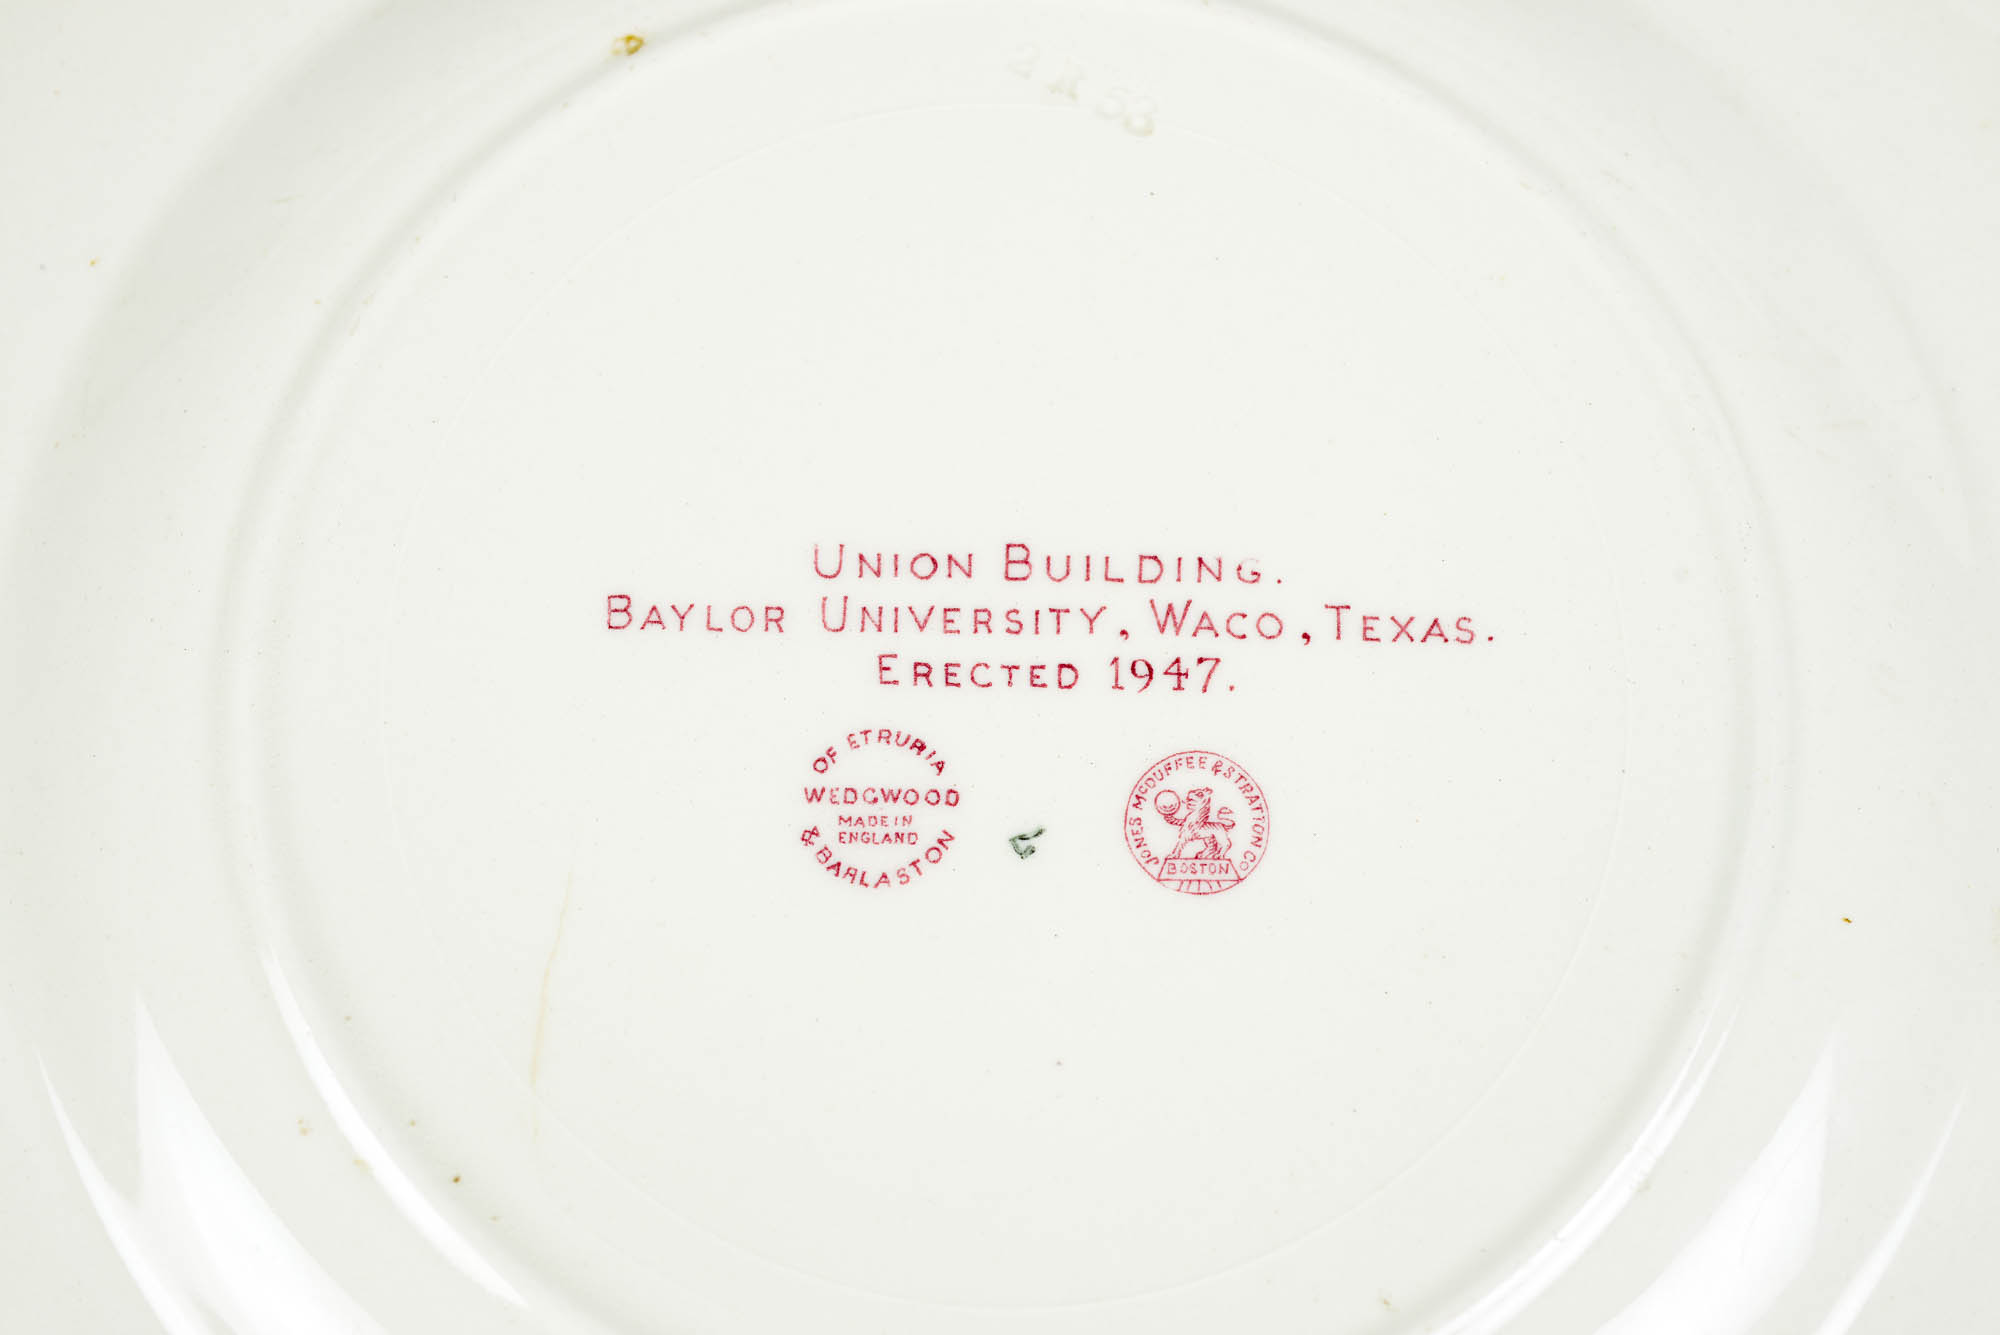 UNION BUILDING.
BAYLOR UNIVERSITY, WACO, TEXAS.
ERECTED 1947.
OF ETRURIA
WEDGWOOD
MADE IN
ENGLAND
& BARLASTON
JONES MCDUFFEE & STRATTON CO
BOSTON